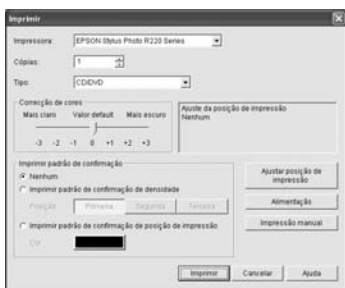 Imprimir
Impressora: EPSON Stylus Photo R220 Series
Cópias: 1
Tipo: CD/DVD
Correcção de cores
Mais claro Valor default Mais escuro
-3 -2 -1 0 +1 +2 +3
Ajuste da posição de impressão
Nenhum
Imprimir padrão de confirmação
Nenhum
Imprimir padrão de confirmação de densidade
Posição Primeira Segunda Terceira
Imprimir padrão de confirmação de posição de impressão
Cor
Ajustar posição de
impressão
Alimentação
Impressão manual
Imprimir Cancelar Ajuda